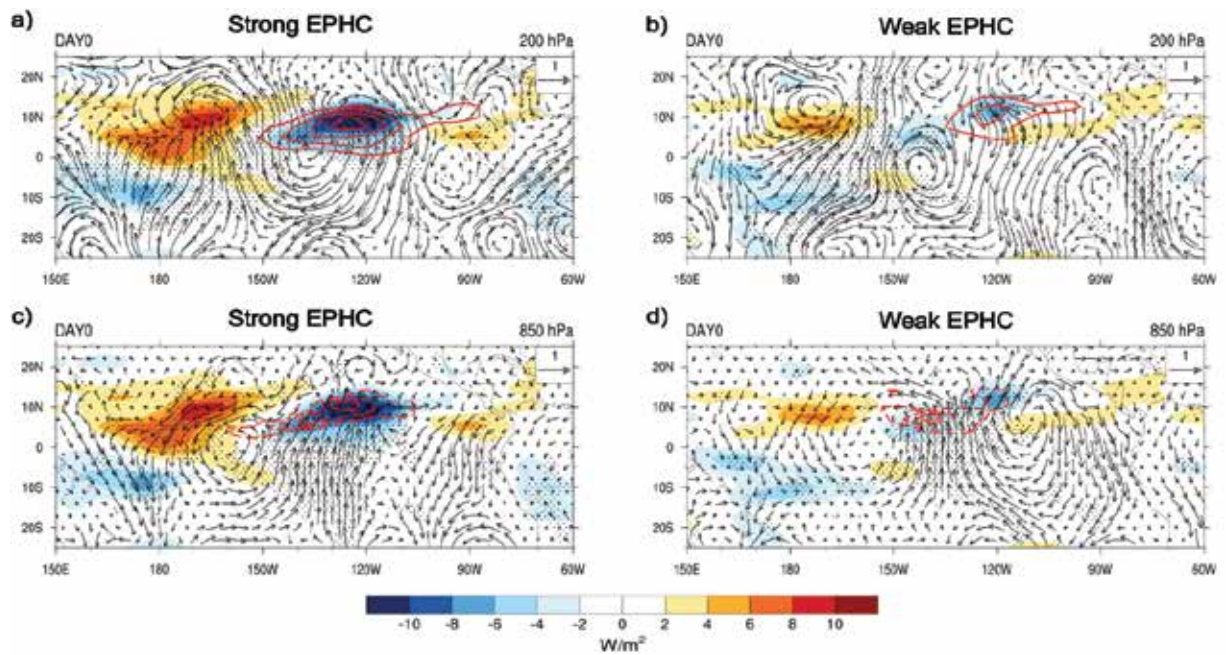 a) Strong EPHC
DAY0 200 hPa
1
20N
10N
0
10S
20S
150E 180 150W 120W 90W 60W
b) Weak EPHC
DAY0 200 hPa
1
20N
10N
0
10S
20S
150E 180 150W 120W 90W 60W
c) Strong EPHC
DAY0 850 hPa
1
20N
10N
0
10S
20S
150E 180 150W 120W 90W 60W
d) Weak EPHC
DAY0 850 hPa
1
20N
10N
0
10S
20S
150E 180 150W 120W 90W 60W
-10 -8 -6 -4 -2 0 2 4 6 8 10
W/m²